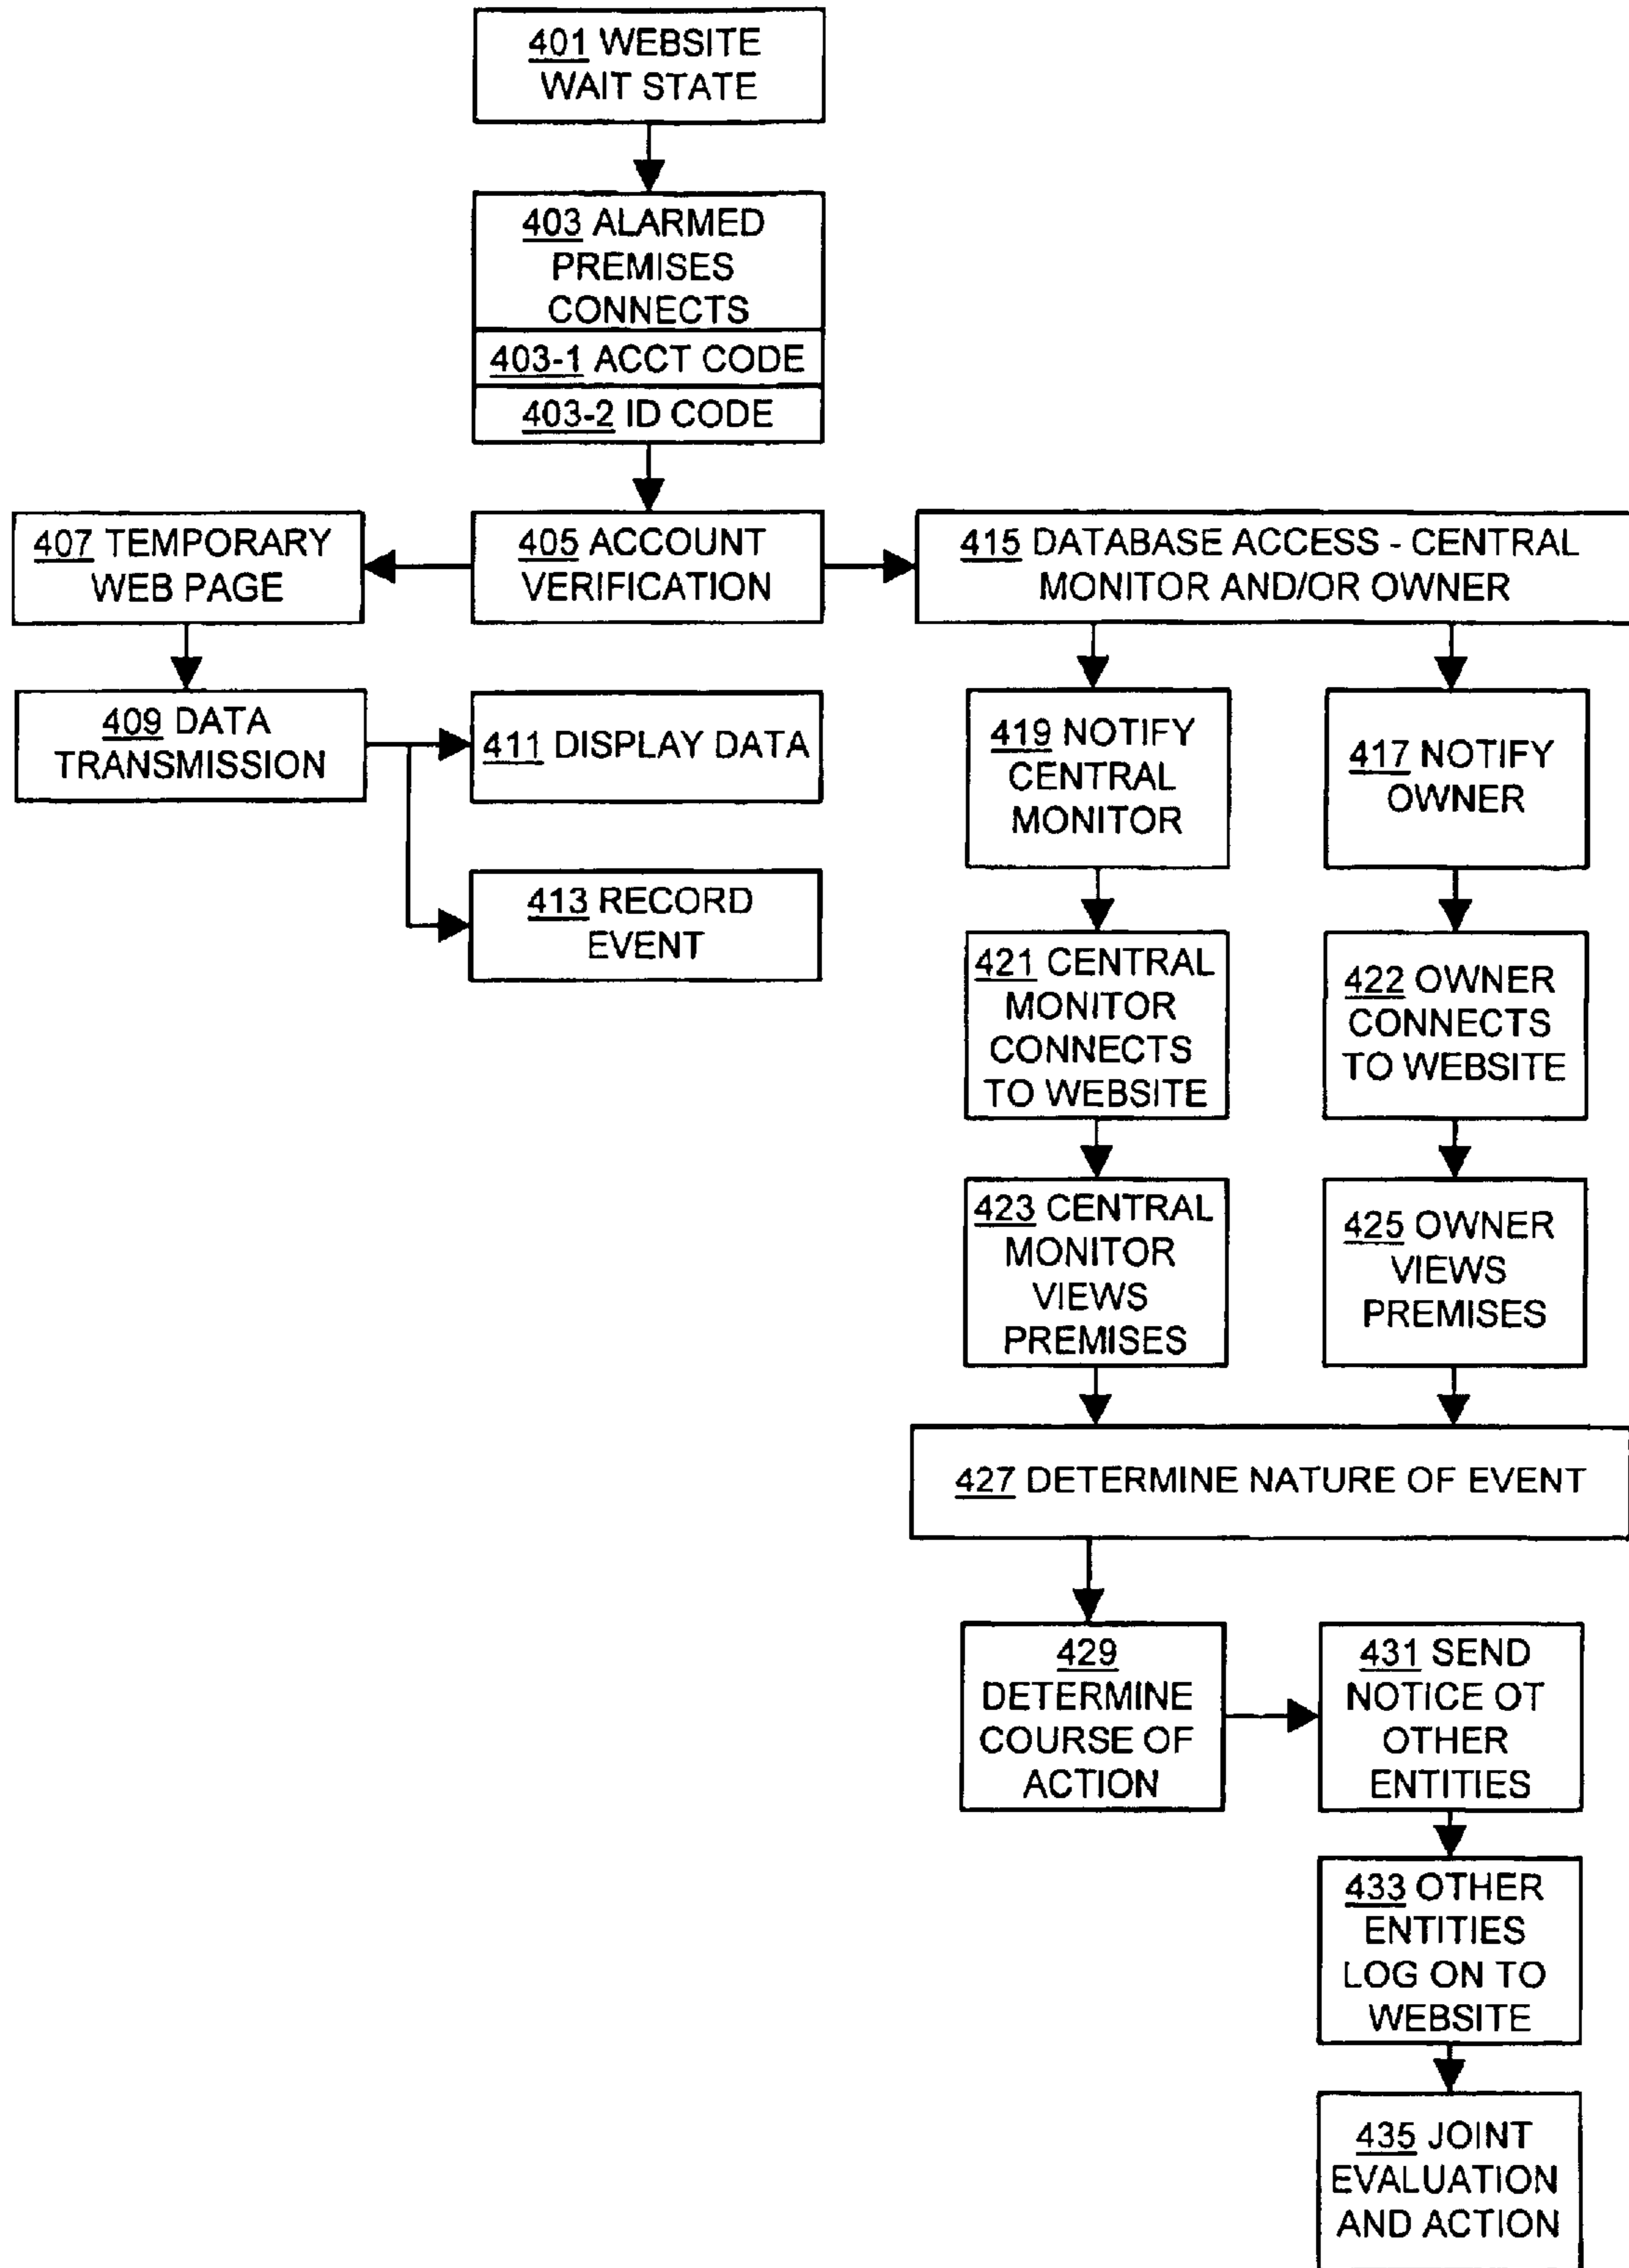 401 WEBSITE
WAIT STATE
403 ALARMED
PREMISES
CONNECTS
403-1 ACCT CODE
403-2 ID CODE
407 TEMPORARY
WEB PAGE
405 ACCOUNT
VERIFICATION
415 DATABASE ACCESS - CENTRAL
MONITOR AND/OR OWNER
409 DATA
TRANSMISSION
411 DISPLAY DATA
413 RECORD
EVENT
419 NOTIFY
CENTRAL
MONITOR
417 NOTIFY
OWNER
421 CENTRAL
MONITOR
CONNECTS
TO WEBSITE
422 OWNER
CONNECTS
TO WEBSITE
423 CENTRAL
MONITOR
VIEWS
PREMISES
425 OWNER
VIEWS
PREMISES
427 DETERMINE NATURE OF EVENT
429
DETERMINE
COURSE OF
ACTION
431 SEND
NOTICE OT
OTHER
ENTITIES
433 OTHER
ENTITIES
LOG ON TO
WEBSITE
435 JOINT
EVALUATION
AND ACTION